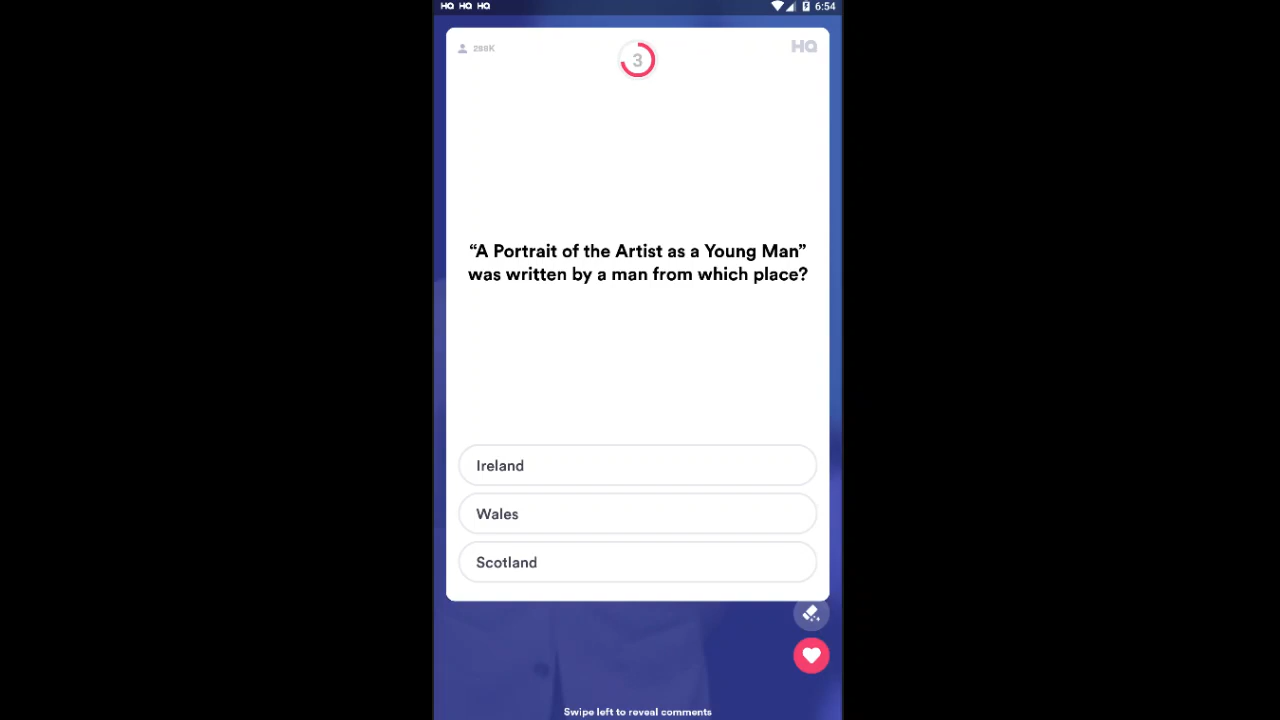 HQ HQ HQ 6:54
288K 3 HQ
“A Portrait of the Artist as a Young Man”
was written by a man from which place?
Ireland
Wales
Scotland
Swipe left to reveal comments